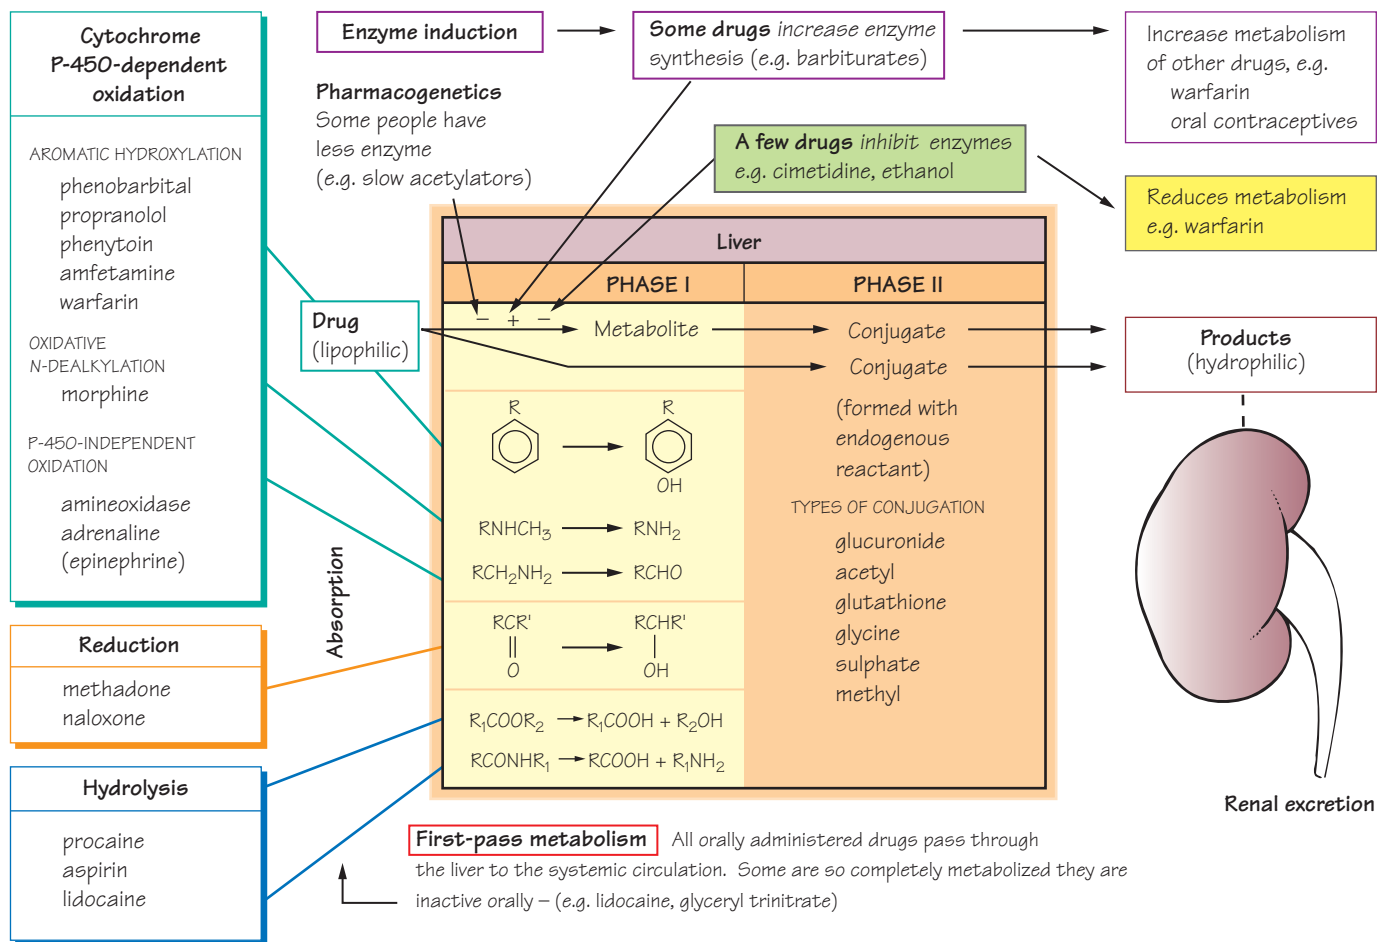 Cytochrome
P-450-dependent
oxidation
AROMATIC HYDROXYLATION
phenobarbital
propranolol
phenytoin
amfetamine
warfarin
OXIDATIVE
N-DEALKYLATION
morphine
P-450-INDEPENDENT
OXIDATION
amineoxidase
adrenaline
(epinephrine)
Reduction
methadone
naloxone
Hydrolysis
procaine
aspirin
lidocaine
Enzyme induction
Some drugs increase enzyme
synthesis (e.g. barbiturates)
Increase metabolism
of other drugs, e.g.
warfarin
oral contraceptives
Pharmacogenetics
Some people have
less enzyme
(e.g. slow acetylators)
A few drugs inhibit enzymes
e.g. cimetidine, ethanol
Reduces metabolism
e.g. warfarin
Drug
(lipophilic)
Absorption
Liver
PHASE I
PHASE II
– + –
Metabolite
Conjugate
Conjugate
(formed with
endogenous
reactant)
TYPES OF CONJUGATION
glucuronide
acetyl
glutathione
glycine
sulphate
methyl
R
R
OH
RNHCH₃
RNH₂
RCH₂NH₂
RCHO
RCR'
O
RCHR'
OH
R₁COOR₂
R₁COOH + R₂OH
RCONHR₁
RCOOH + R₁NH₂
Products
(hydrophilic)
Renal excretion
First-pass metabolism All orally administered drugs pass through
the liver to the systemic circulation. Some are so completely metabolized they are
inactive orally – (e.g. lidocaine, glyceryl trinitrate)